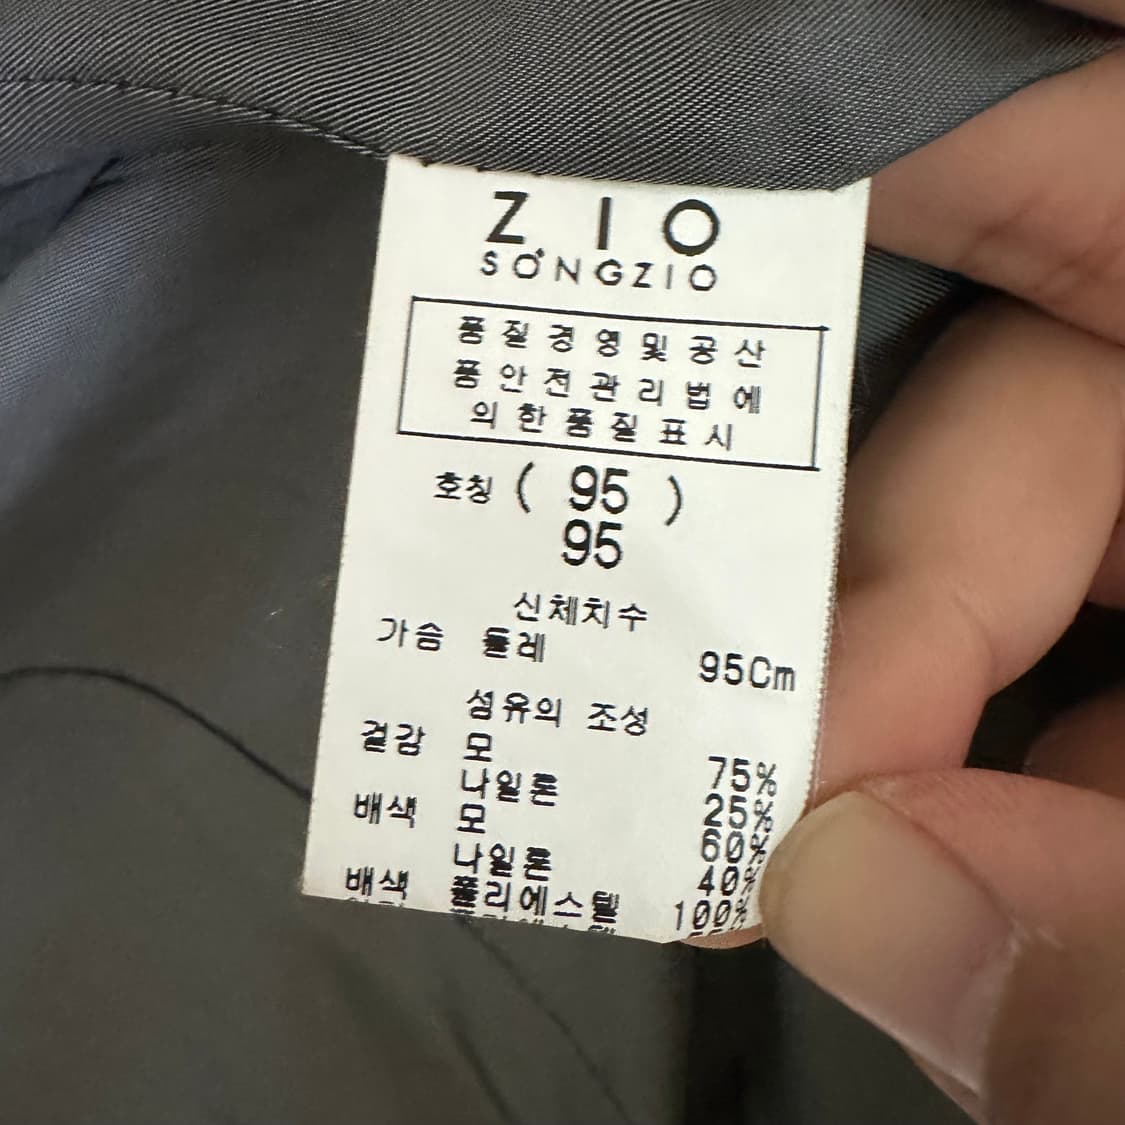 ZIO
SONGZIO
품질경영및공산
품안전관리법에
의한품질표시
호칭 ( 95 )
95
신체치수
가슴 둘레 95Cm
섬유의 조성
겉감 모 75%
나일론 25%
배색 모 60%
나일론 40%
배색 폴리에스텔 100%